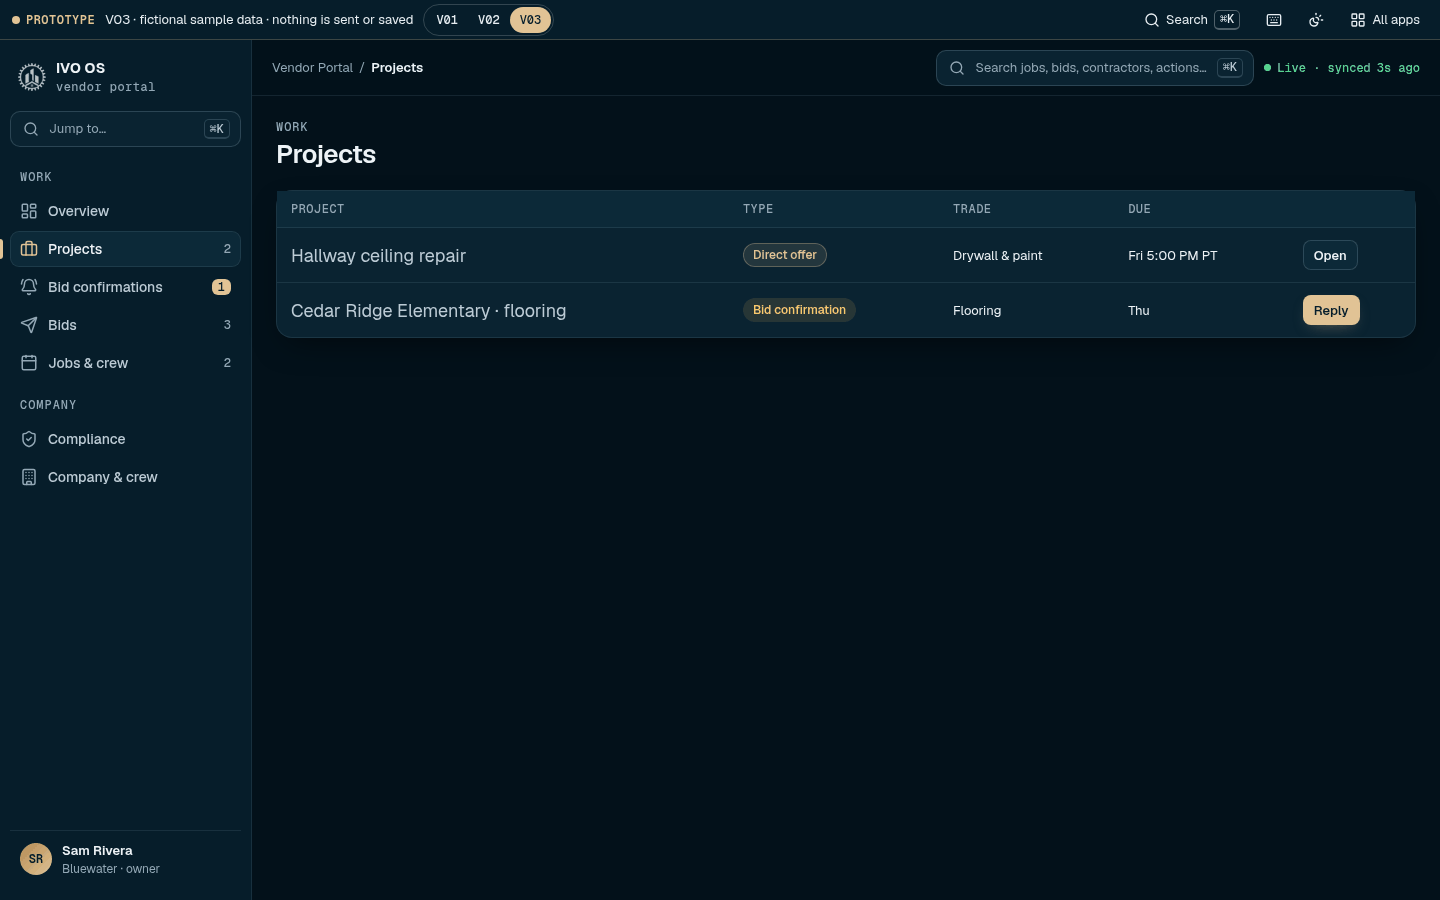 PROTOTYPE V03 · fictional sample data · nothing is sent or saved V01 V02 V03 Search ⌘K All apps
IVO OS
vendor portal
Jump to… ⌘K
WORK
Overview
Projects 2
Bid confirmations 1
Bids 3
Jobs & crew 2
COMPANY
Compliance
Company & crew
SR
Sam Rivera
Bluewater · owner
Vendor Portal / Projects
Search jobs, bids, contractors, actions… ⌘K
Live · synced 3s ago
WORK
Projects
PROJECT TYPE TRADE DUE
Hallway ceiling repair Direct offer Drywall & paint Fri 5:00 PM PT Open
Cedar Ridge Elementary · flooring Bid confirmation Flooring Thu Reply